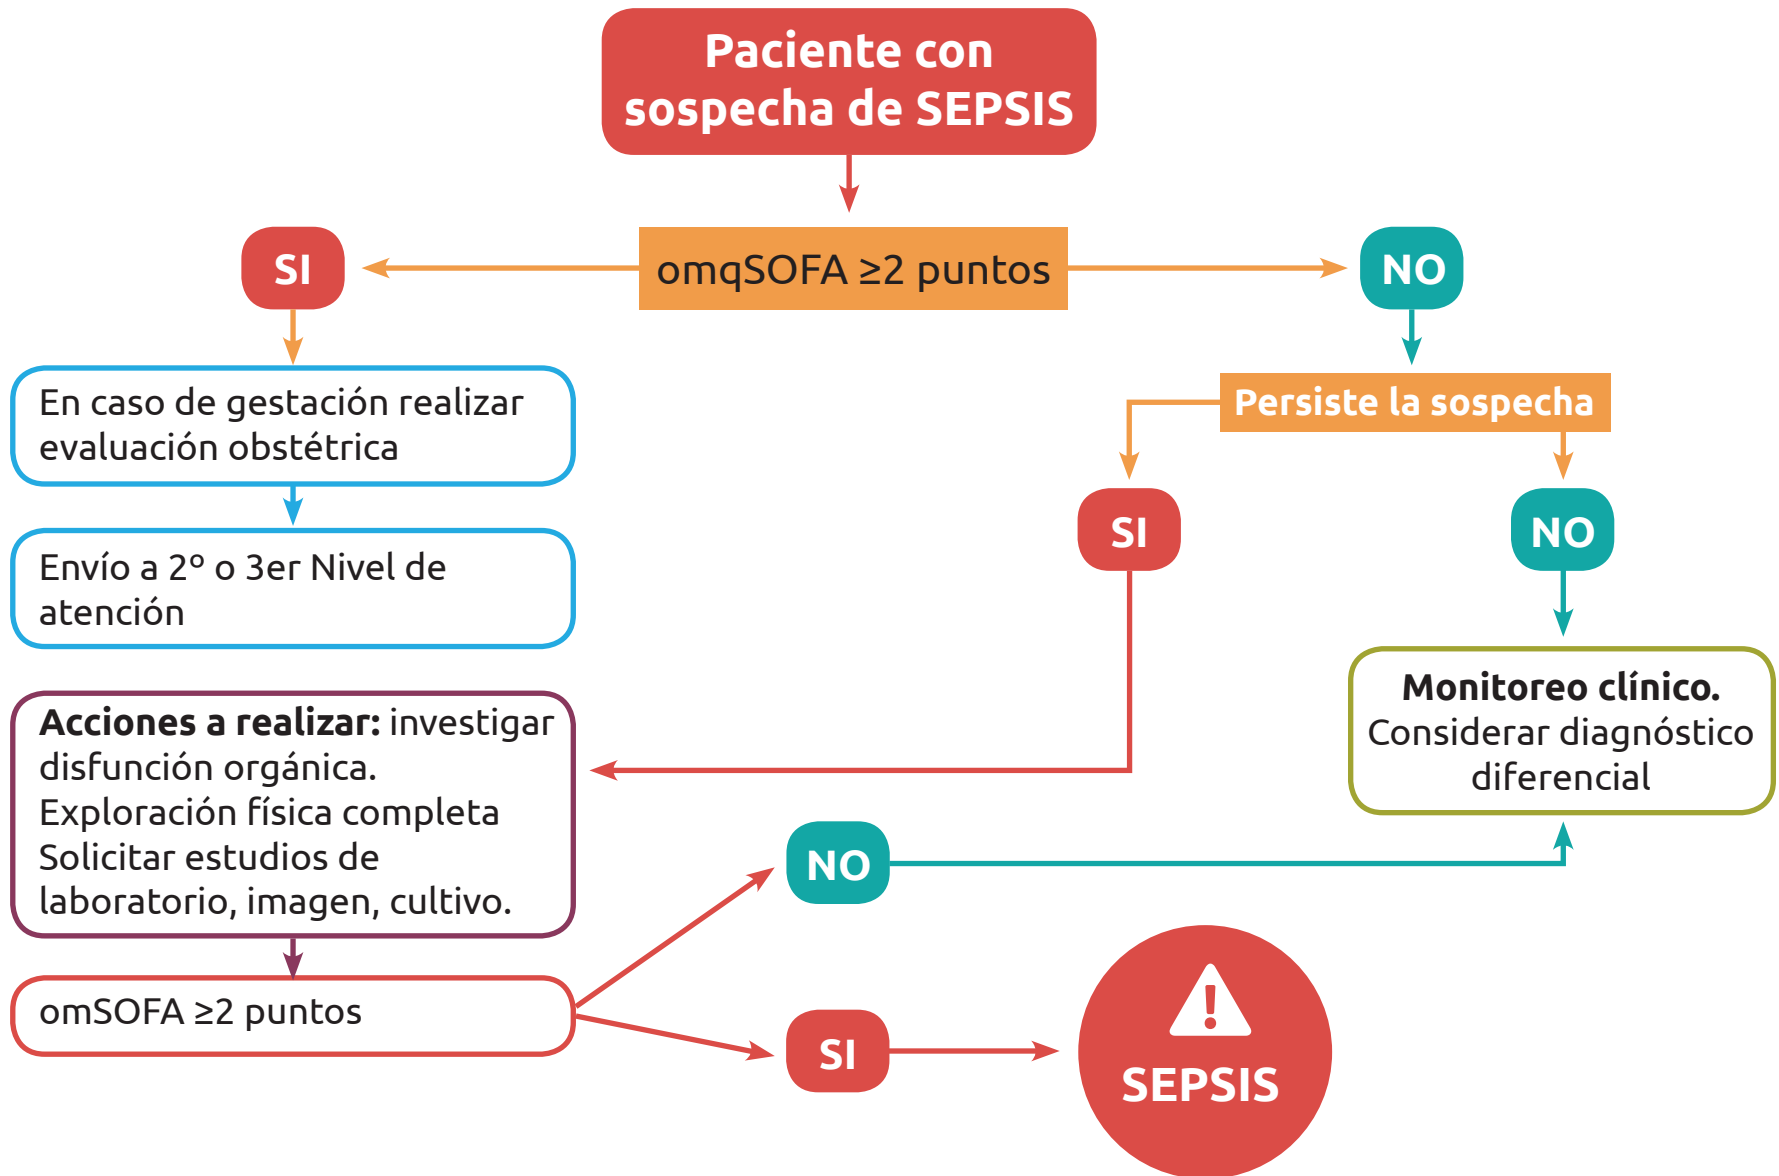 Paciente con
sospecha de SEPSIS
SI
omqSOFA ≥2 puntos
NO
En caso de gestación realizar
evaluación obstétrica
Persiste la sospecha
SI
NO
Envío a 2º o 3er Nivel de
atención
Monitoreo clínico.
Considerar diagnóstico
diferencial
Acciones a realizar: investigar
disfunción orgánica.
Exploración física completa
Solicitar estudios de
laboratorio, imagen, cultivo.
NO
omSOFA ≥2 puntos
SI
!
SEPSIS